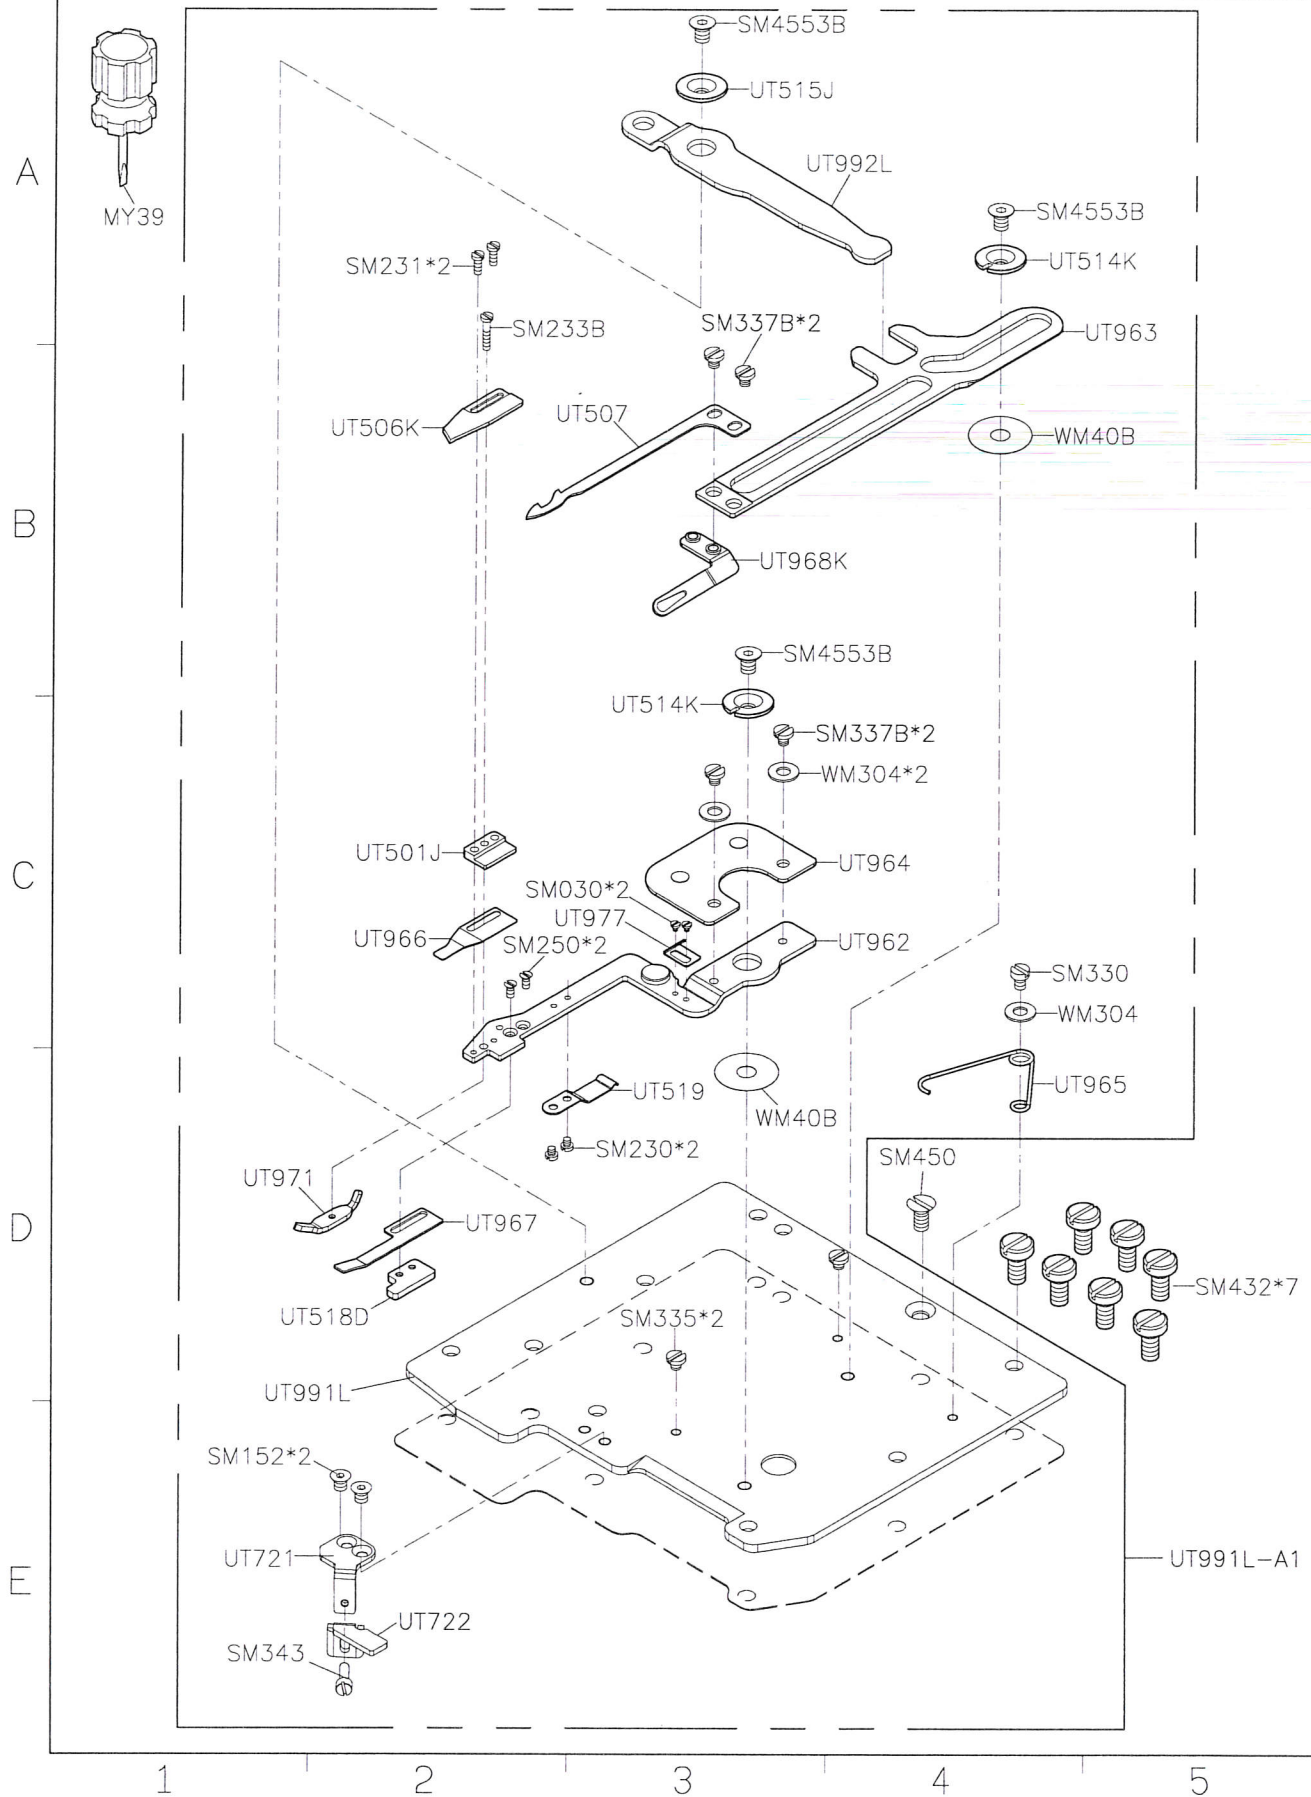 SM4553B
UT515J
A
UT992L
MY39
SM4553B
SM231*2
UT514K
SM233B
SM337B*2
UT963
UT507
UT506K
WM40B
B
UT968K
SM4553B
UT514K
SM337B*2
WM304*2
UT501J
UT964
C
SM030*2
UT977
UT966
SM250*2
UT962
SM330
WM304
UT519
UT965
WM40B
SM230*2
SM450
UT971
D
UT967
SM432*7
UT518D
SM335*2
UT991L
SM152*2
UT721
UT991L-A1
E
UT722
SM343
1 2 3 4 5